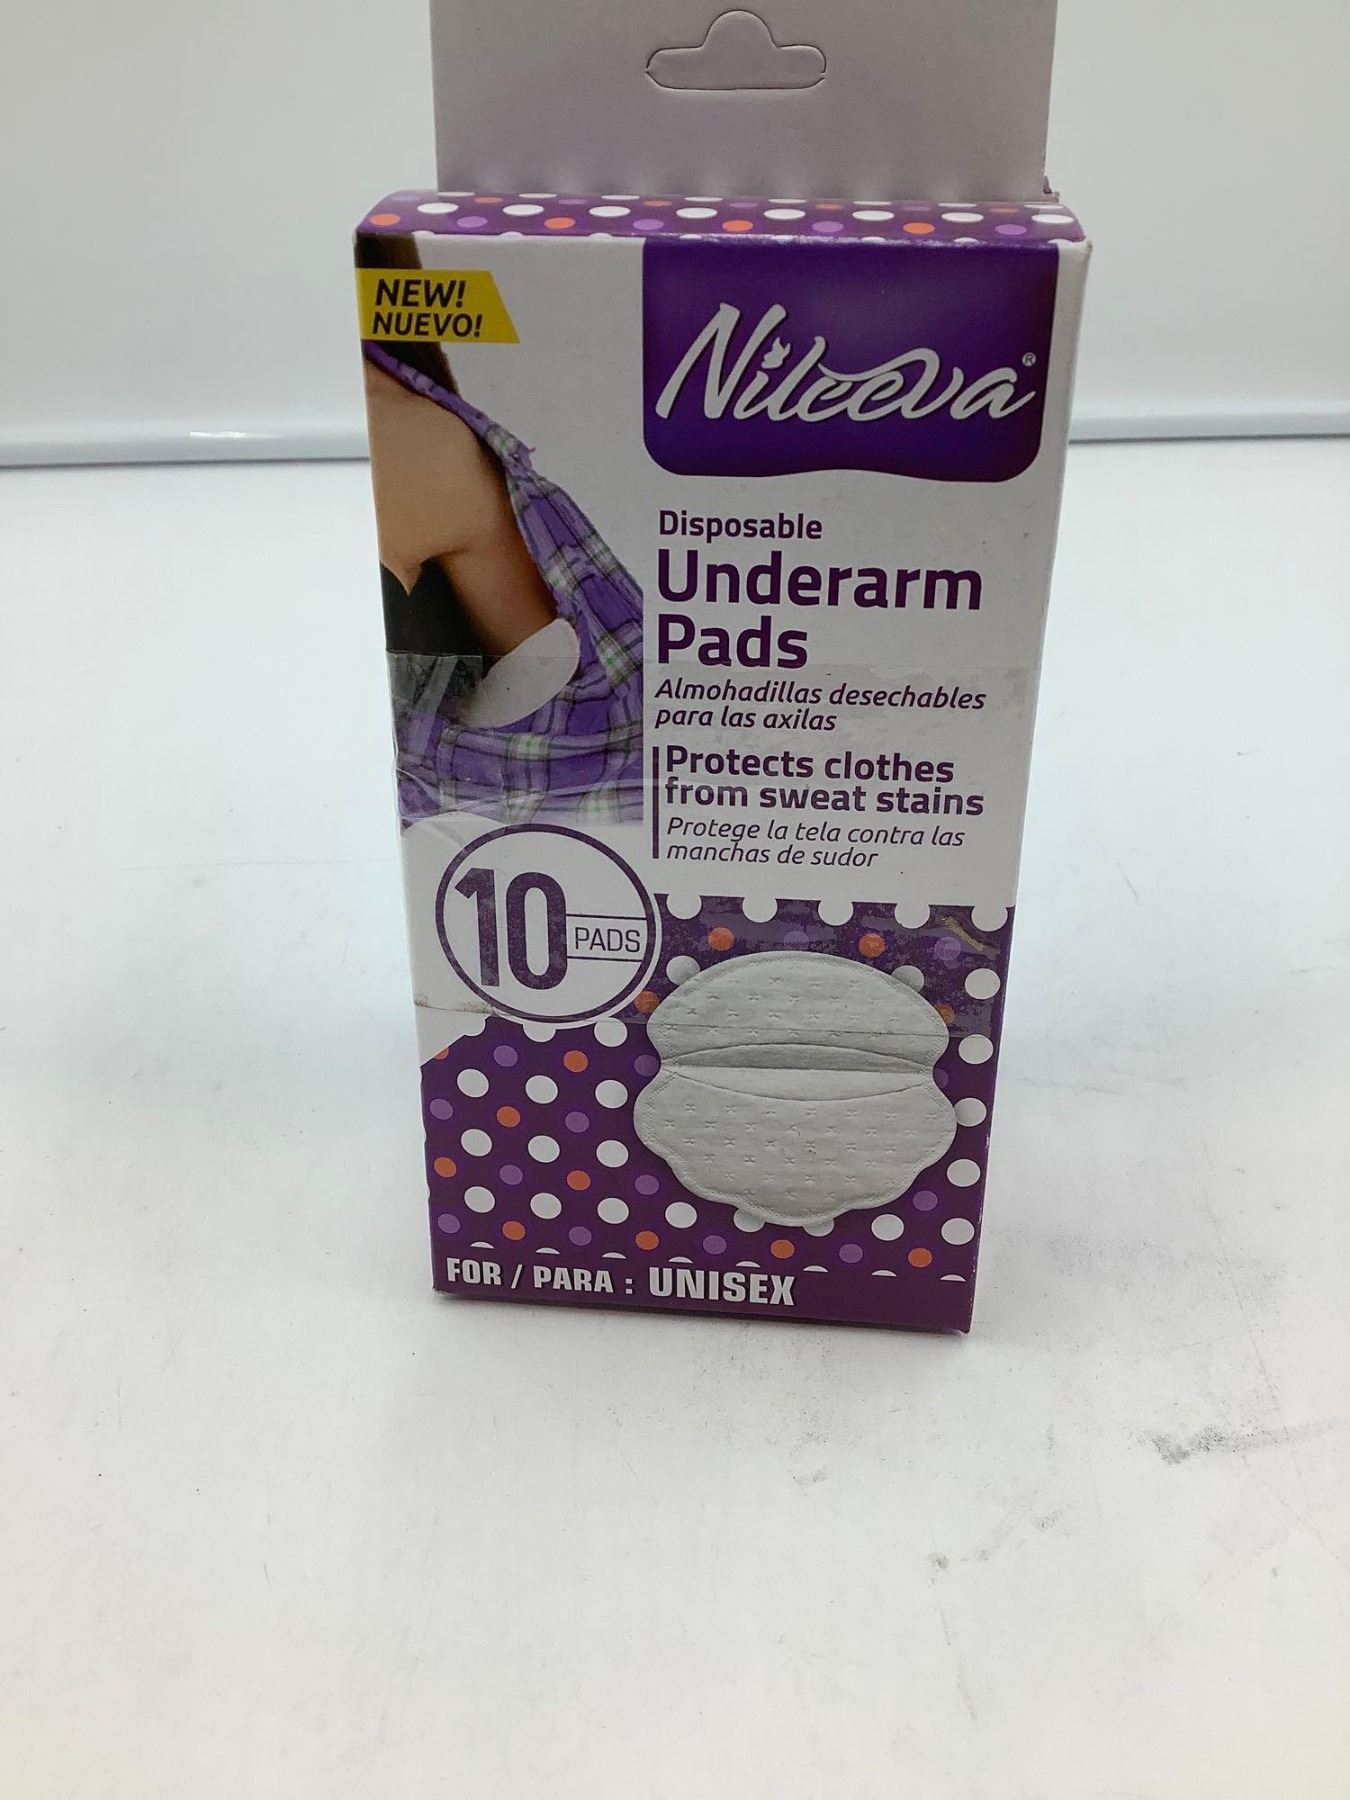 NEW!
NUEVO!
Nileeva®
Disposable
Underarm
Pads
Almohadillas desechables
para las axilas
Protects clothes
from sweat stains
Protege la tela contra las
manchas de sudor
10 PADS
FOR / PARA : UNISEX